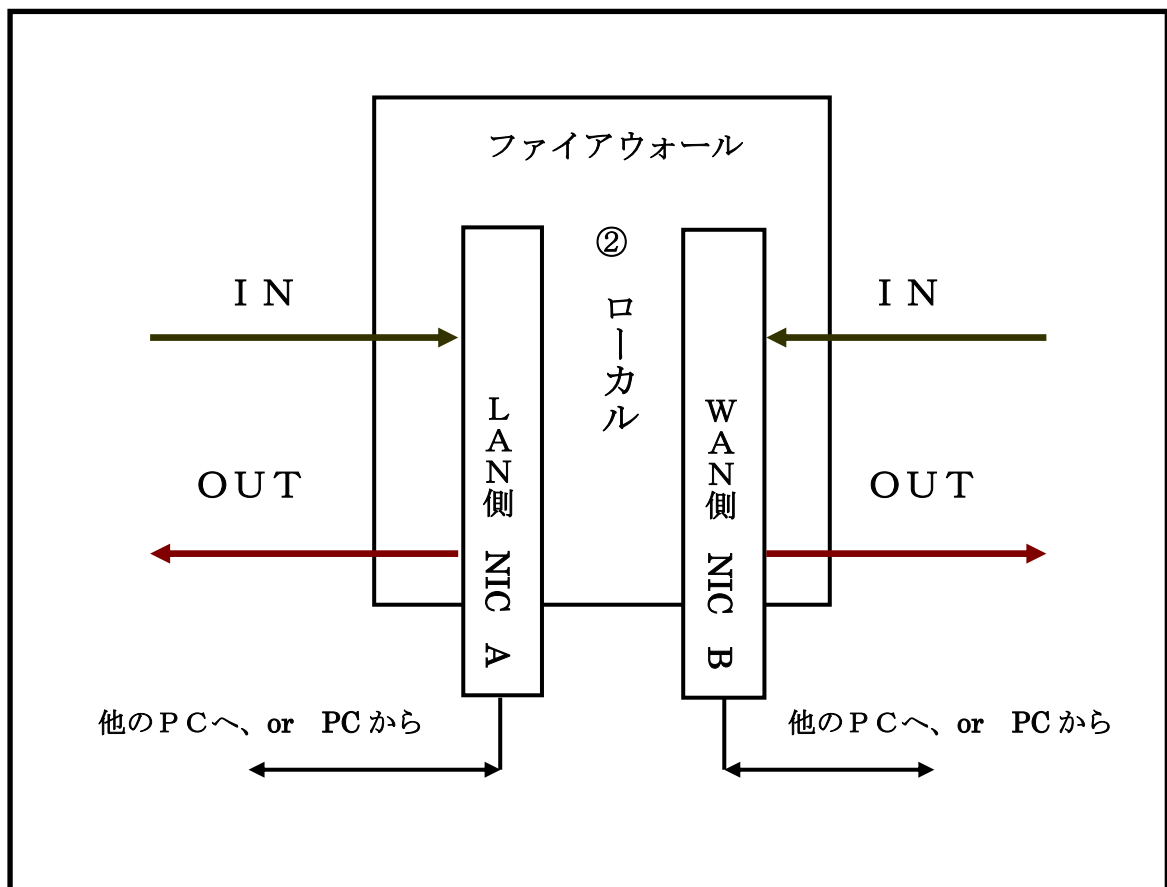 ファイアウォール
②
ローカル
ＩＮ
ＩＮ
ＬＡＮ側 NIC A
ＷＡＮ側 NIC B
ＯＵＴ
ＯＵＴ
他のＰＣへ、or PCから
他のＰＣへ、or PCから